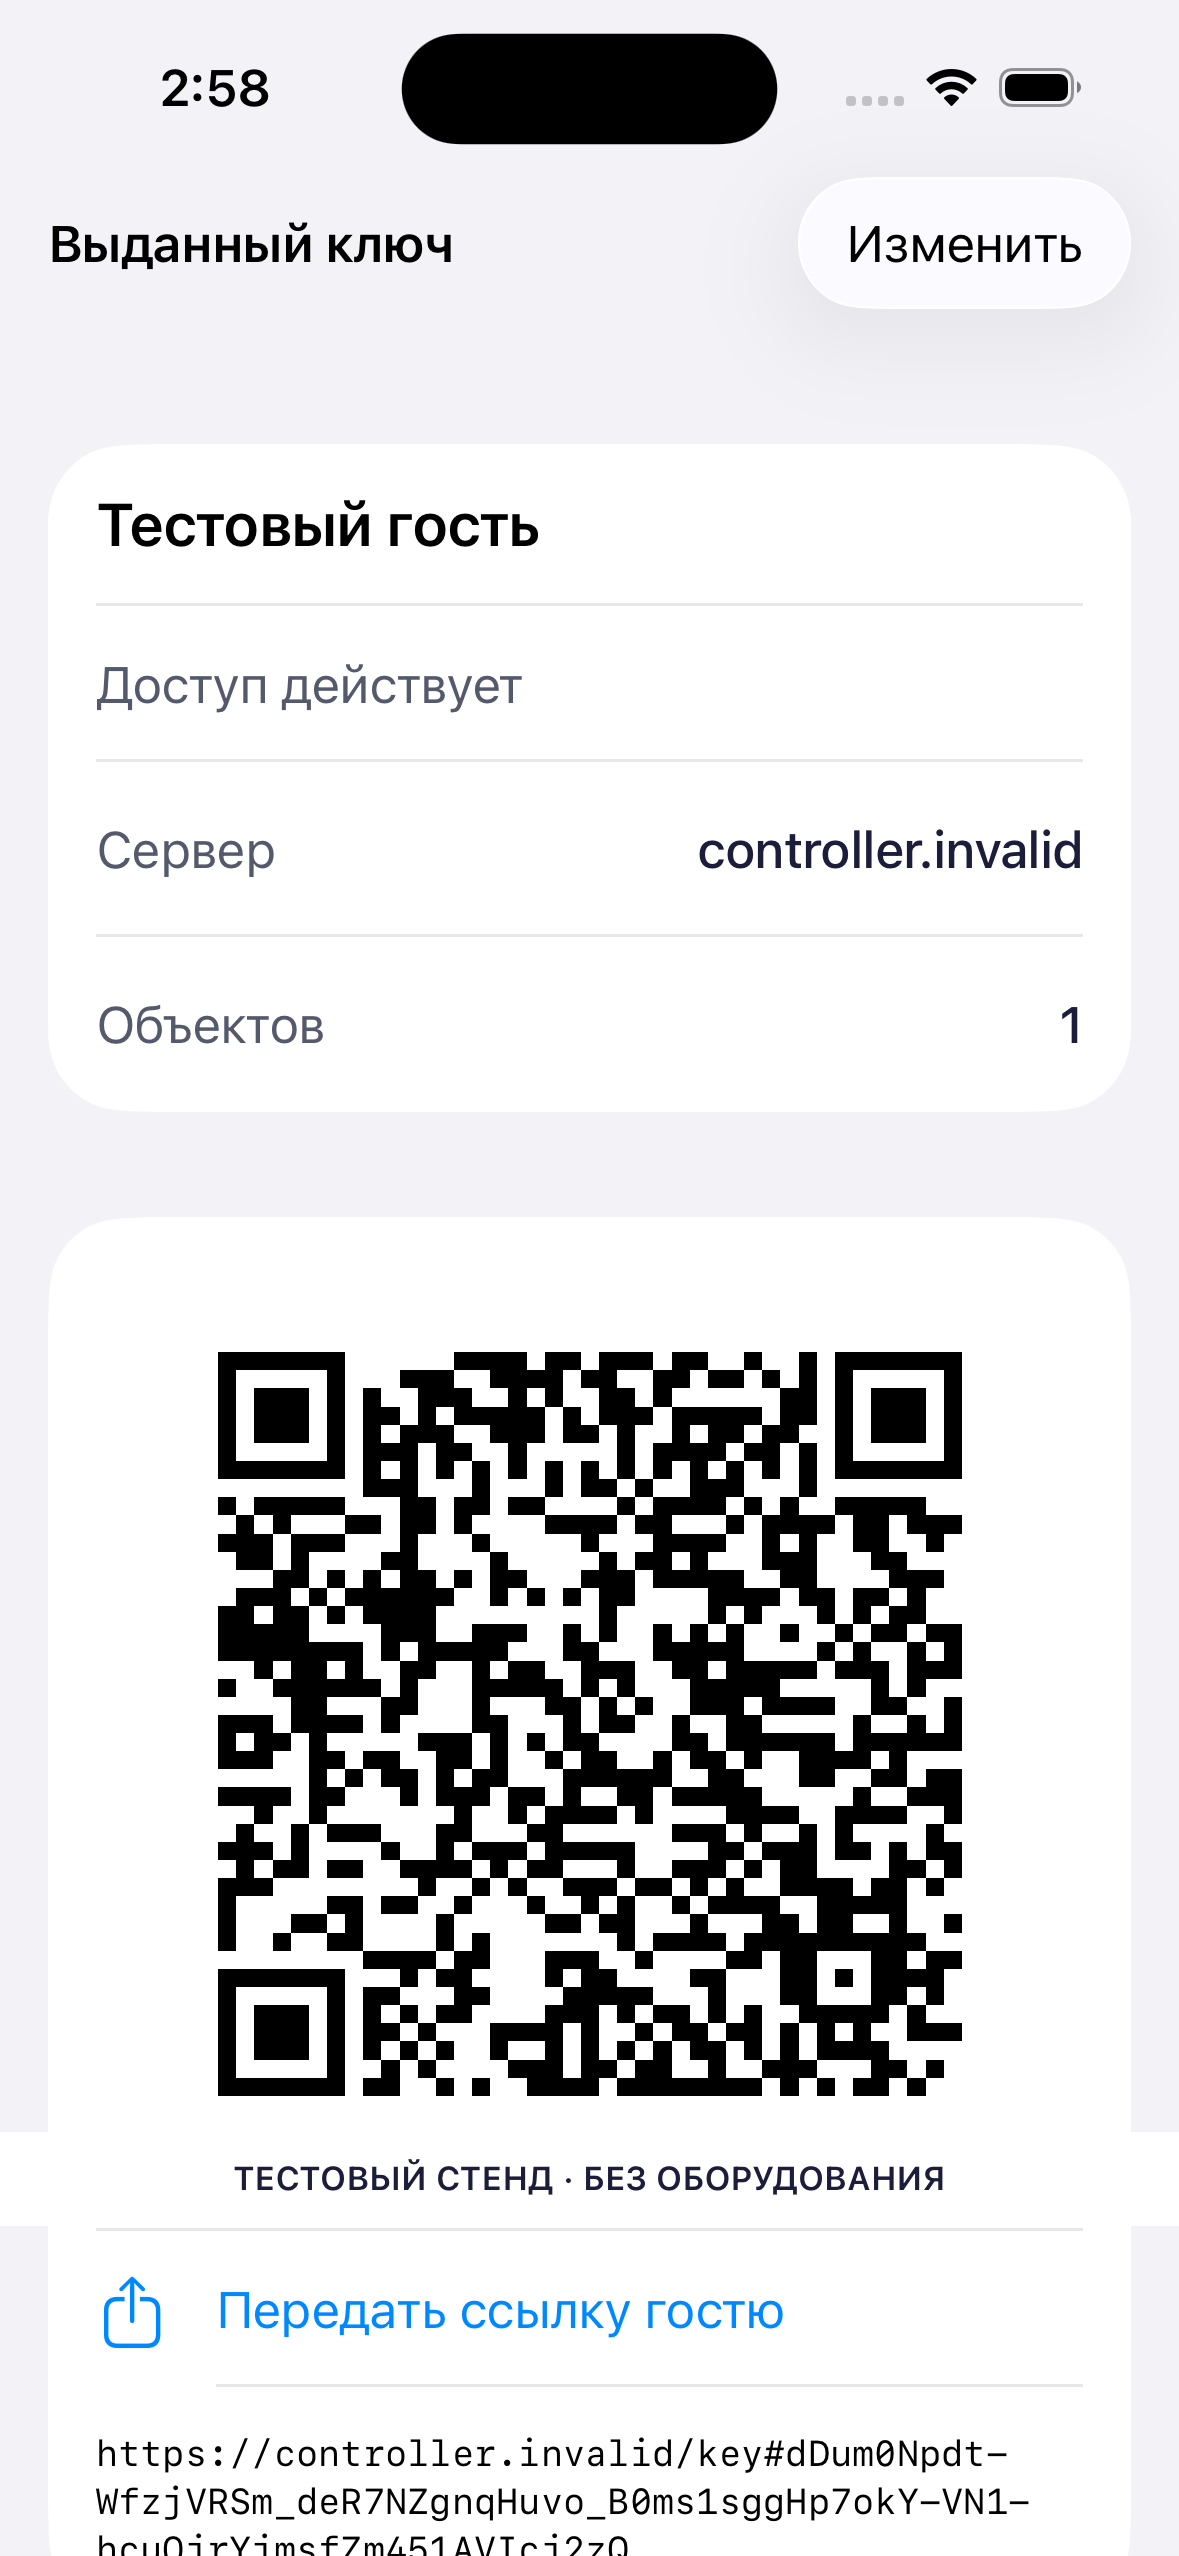 2:58
Выданный ключ
Изменить
Тестовый гость
Доступ действует
Сервер controller.invalid
Объектов 1
ТЕСТОВЫЙ СТЕНД · БЕЗ ОБОРУДОВАНИЯ
Передать ссылку гостю
https://controller.invalid/key#dDum0Npdt-
WfzjVRSm_deR7NZgnqHuvo_B0ms1sggHp7okY-VN1-